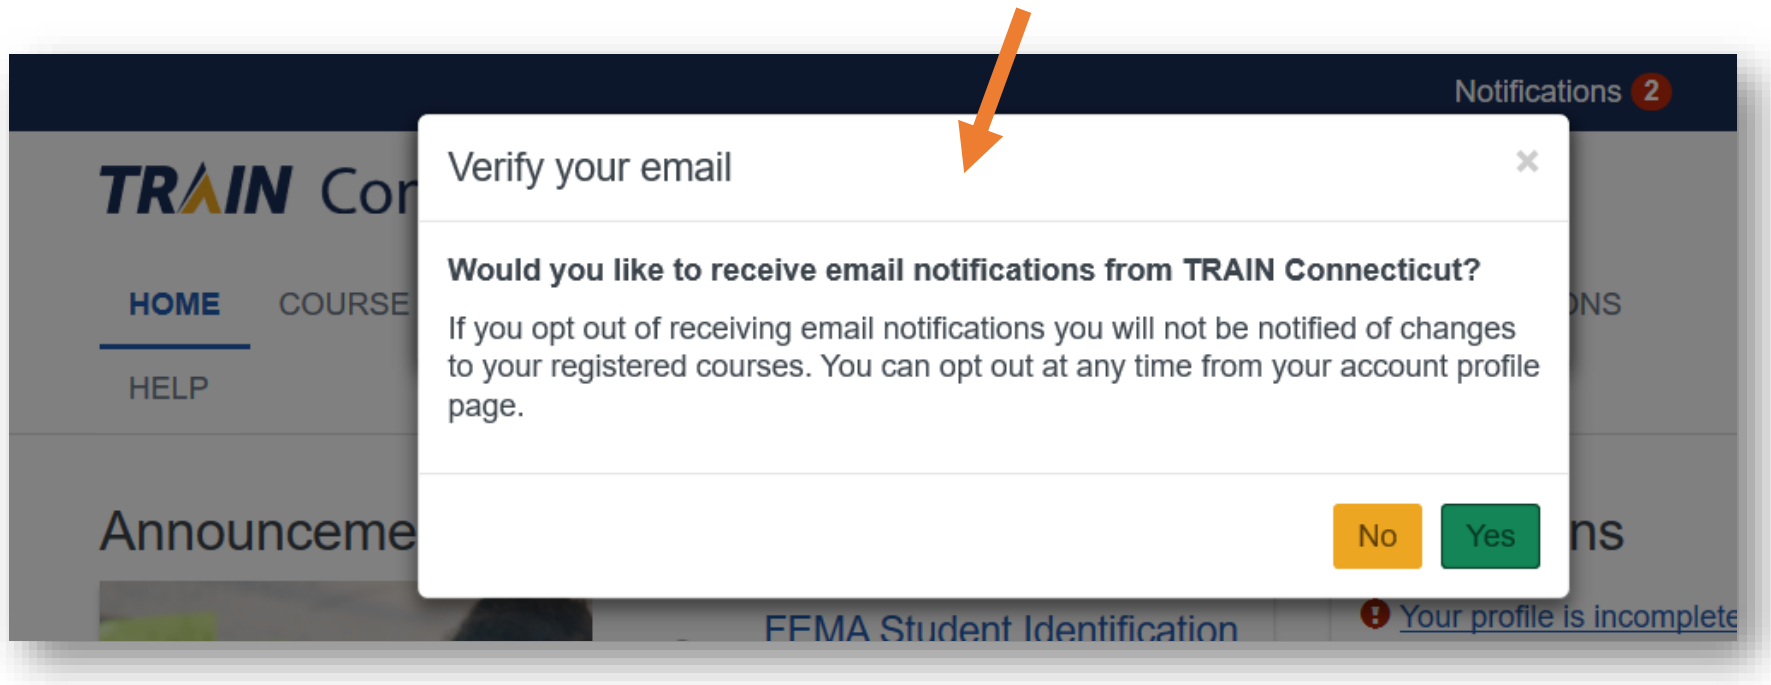 Notifications 2
TRAIN Con
Verify your email
×
Would you like to receive email notifications from TRAIN Connecticut?
HOME
COURSE
ONS
If you opt out of receiving email notifications you will not be notified of changes
to your registered courses. You can opt out at any time from your account profile
page.
HELP
No
Yes
Announceme
ns
FEMA Student Identification
Your profile is incomplete